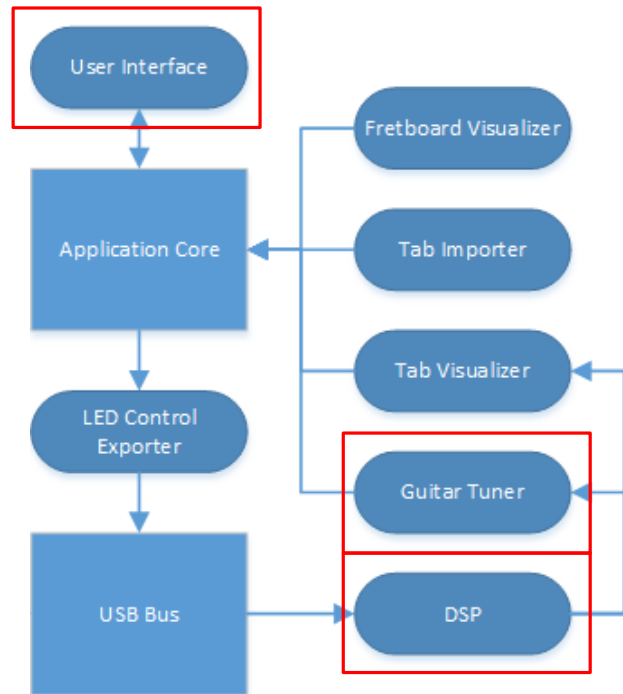 User Interface
Fretboard Visualizer
Application Core
Tab Importer
Tab Visualizer
LED Control
Exporter
Guitar Tuner
USB Bus
DSP